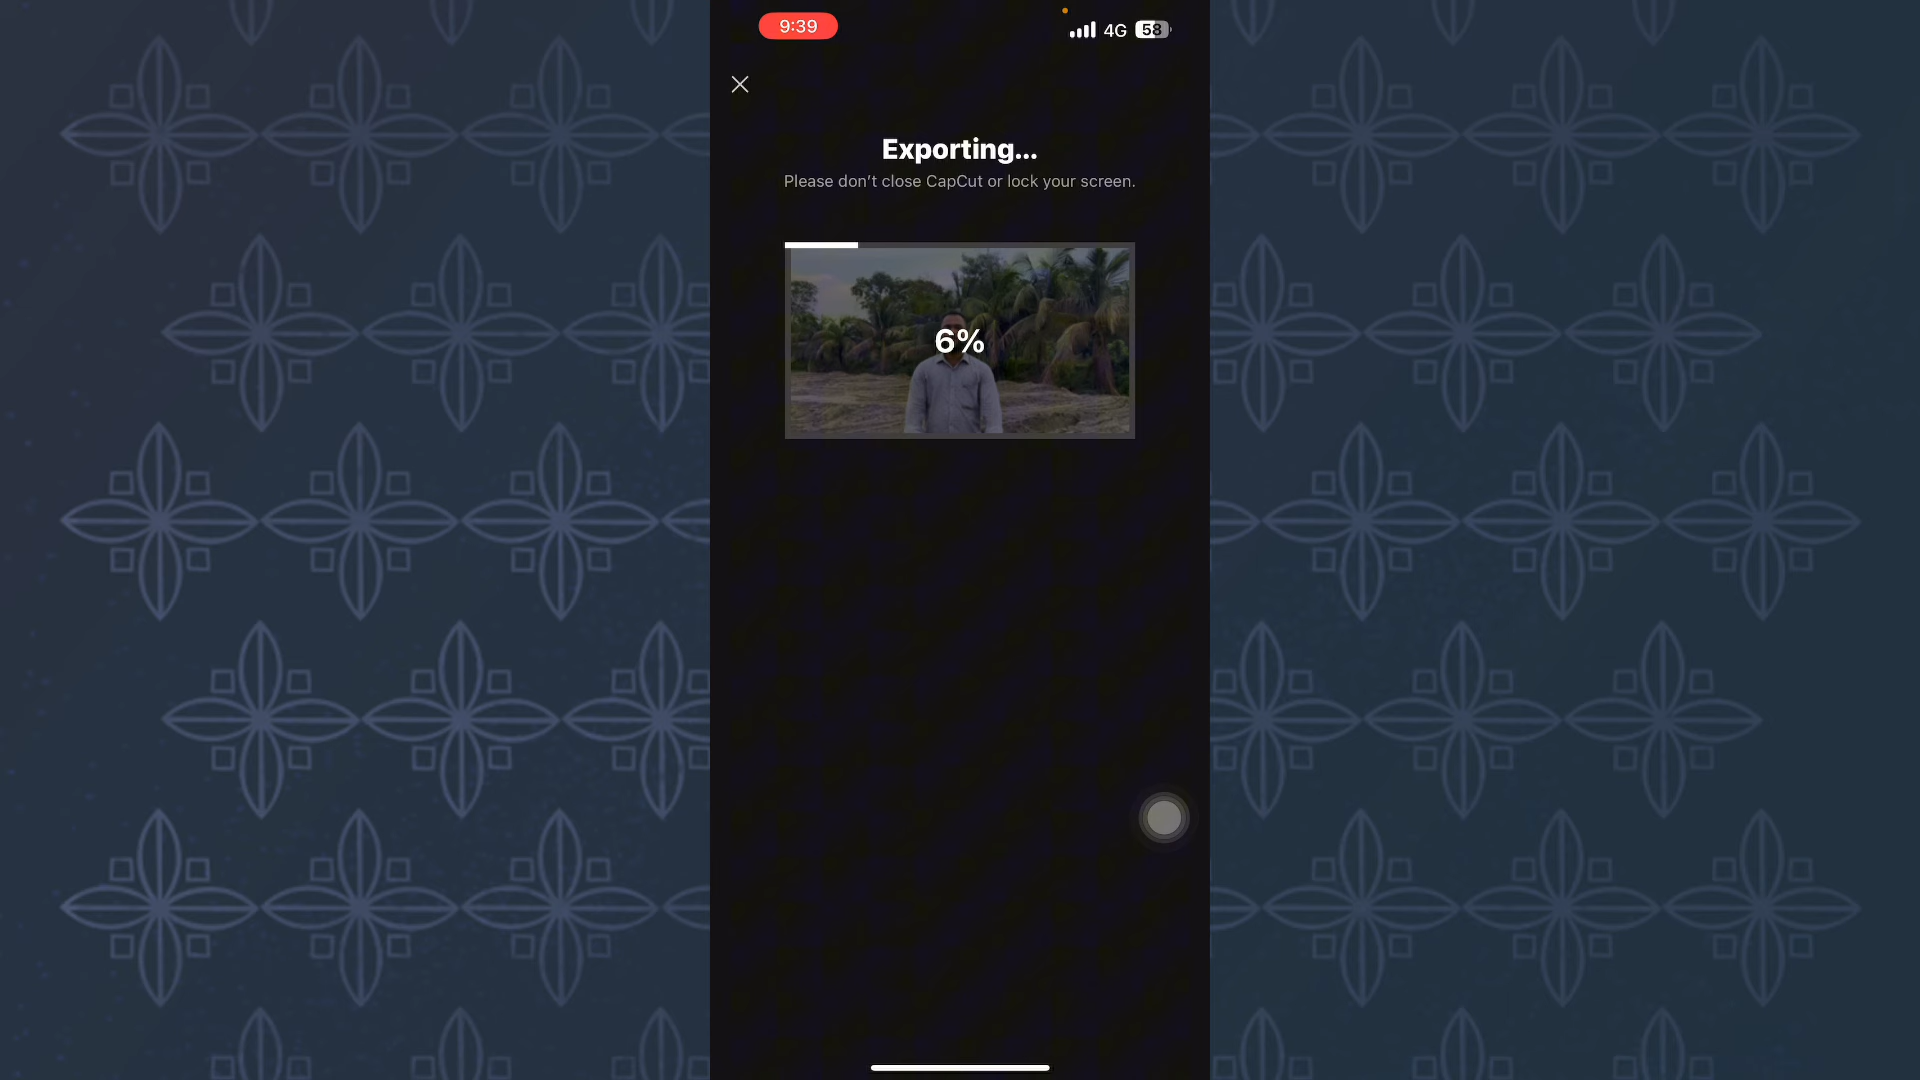 9:39
4G 58
Exporting...
Please don't close CapCut or lock your screen.
6%